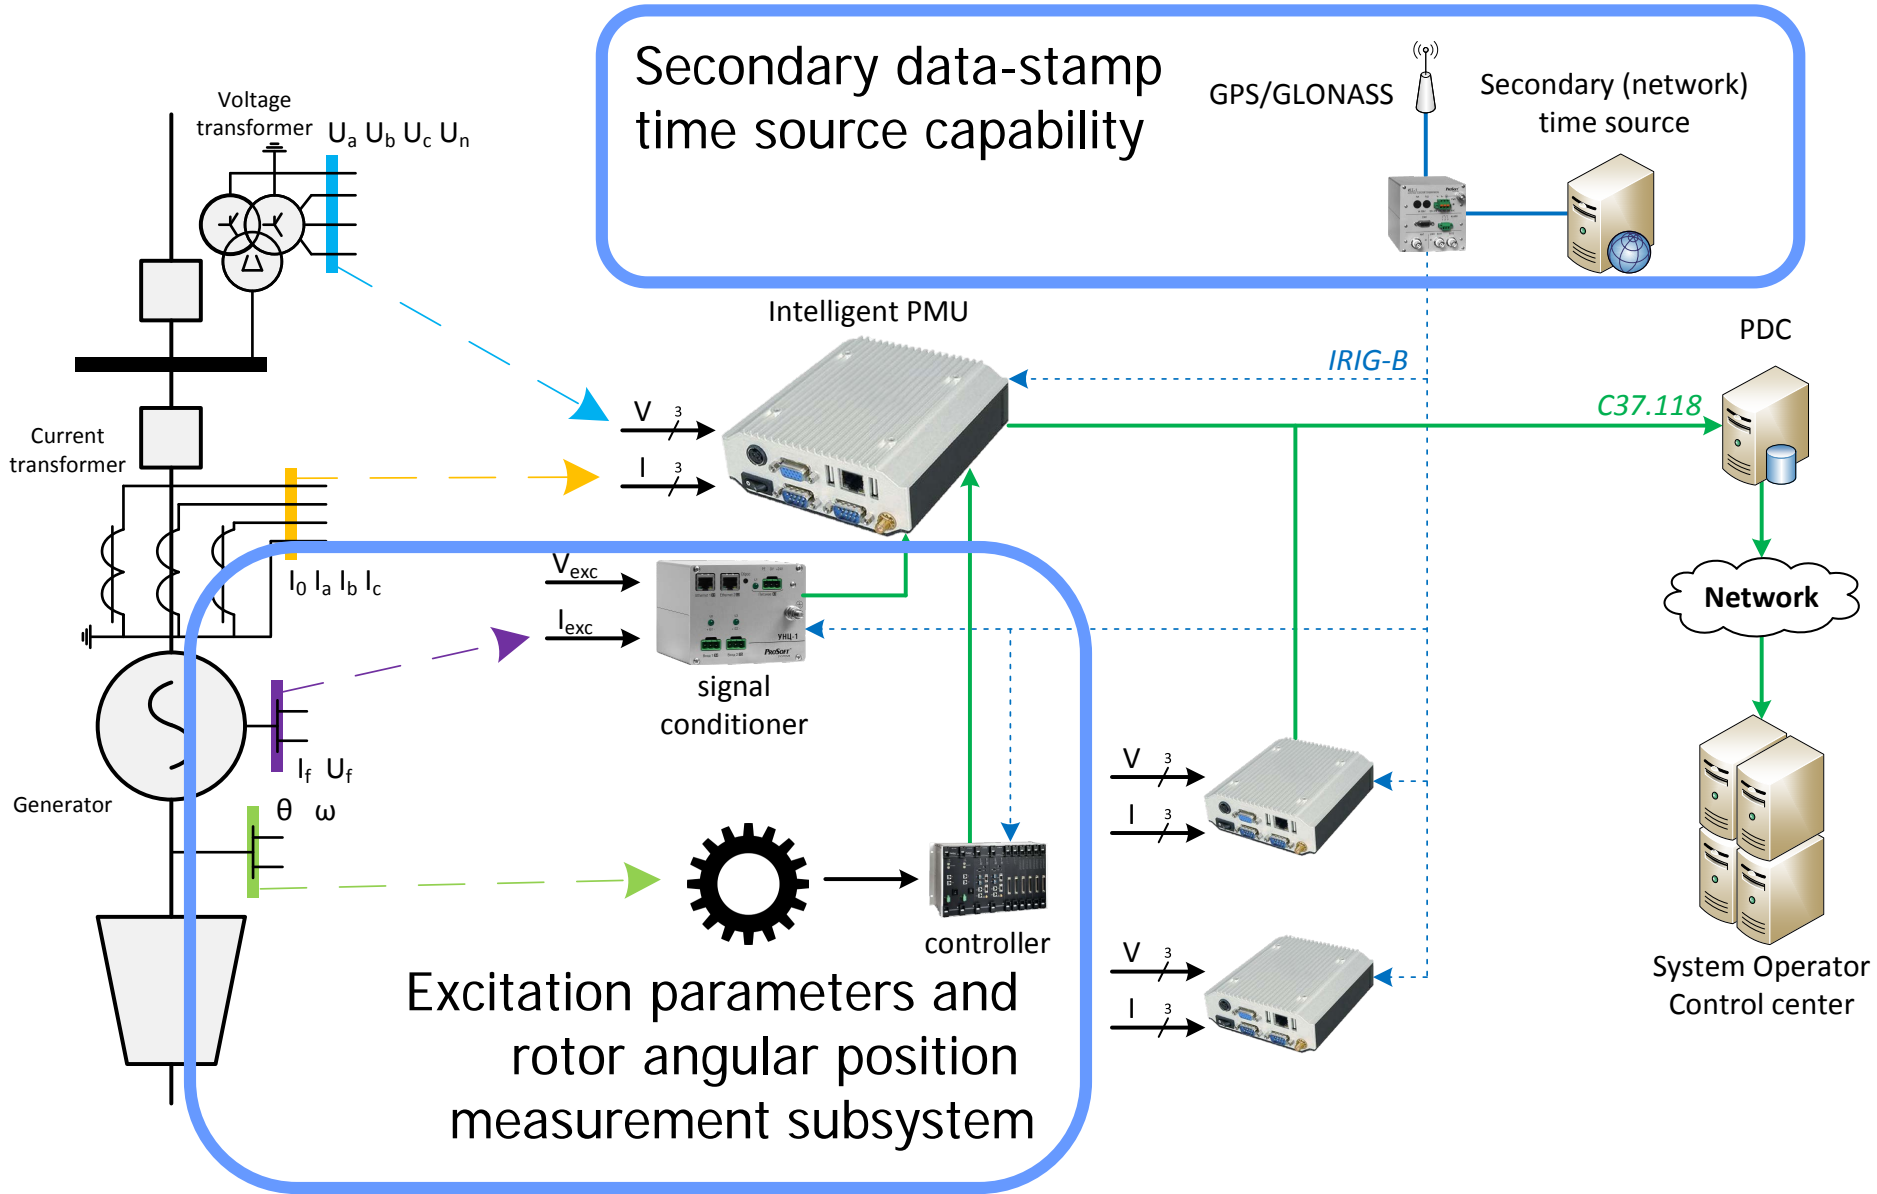 Secondary data-stamp
time source capability
GPS/GLONASS
Secondary (network)
time source
Voltage
transformer
Ua Ub Uc Un
Intelligent PMU
PDC
IRIG-B
C37.118
V 3
I 3
Current
transformer
I0 Ia Ib Ic
Vexc
Iexc
УНЦ-1
PROSOFT
signal
conditioner
Network
If Uf
Generator
θ ω
V 3
I 3
controller
V 3
I 3
System Operator
Control center
Excitation parameters and
rotor angular position
measurement subsystem